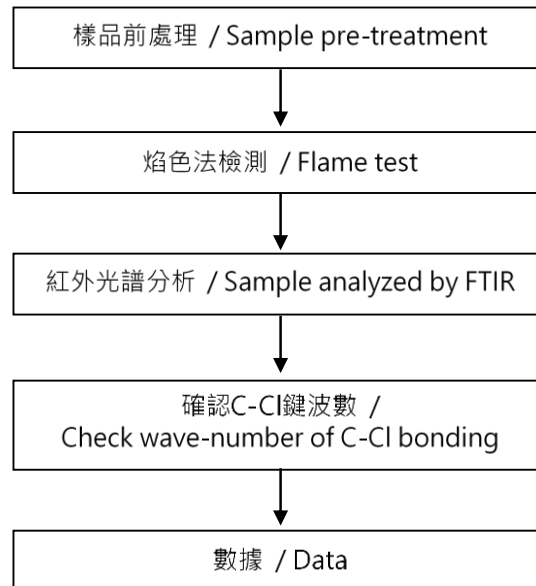 樣品前處理 / Sample pre-treatment
焰色法檢測 / Flame test
紅外光譜分析 / Sample analyzed by FTIR
確認C-Cl鍵波數 /
Check wave-number of C-Cl bonding
數據 / Data